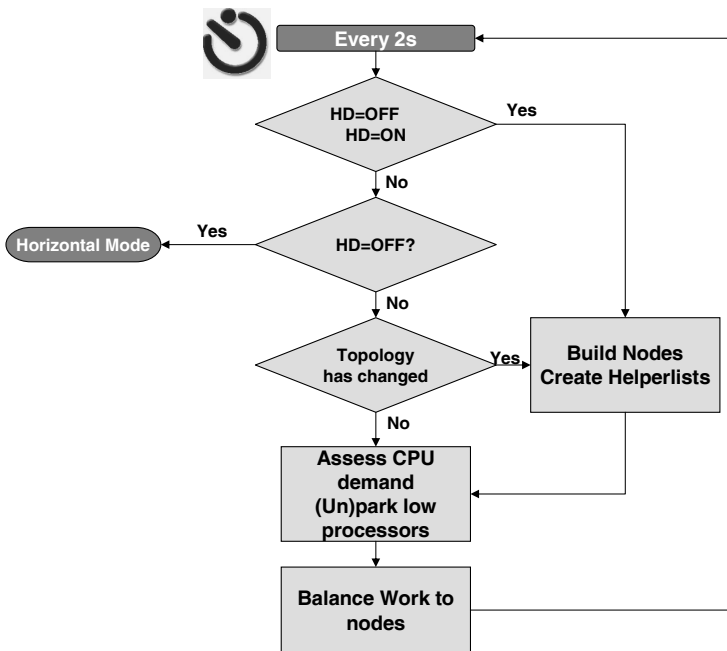 Every 2s
HD=OFF
HD=ON
Yes
No
Horizontal Mode
Yes
HD=OFF?
No
Topology
has changed
Yes
Build Nodes
Create Helperlists
No
Assess CPU
demand
(Un)park low
processors
Balance Work to
nodes